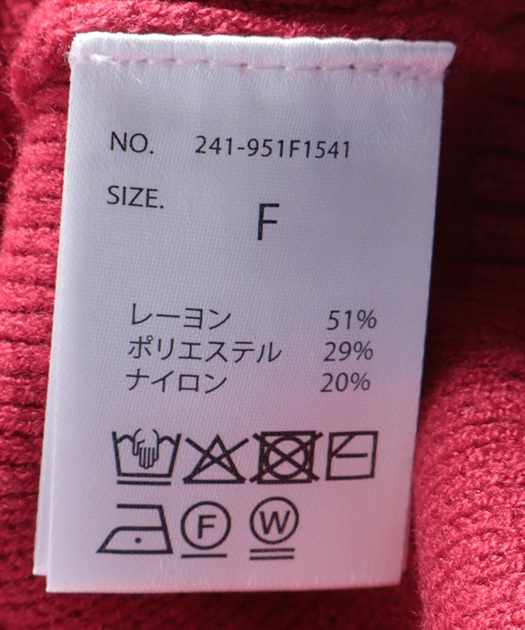 NO. 241-951F1541
SIZE. F
レーヨン 51%
ポリエステル 29%
ナイロン 20%
F W